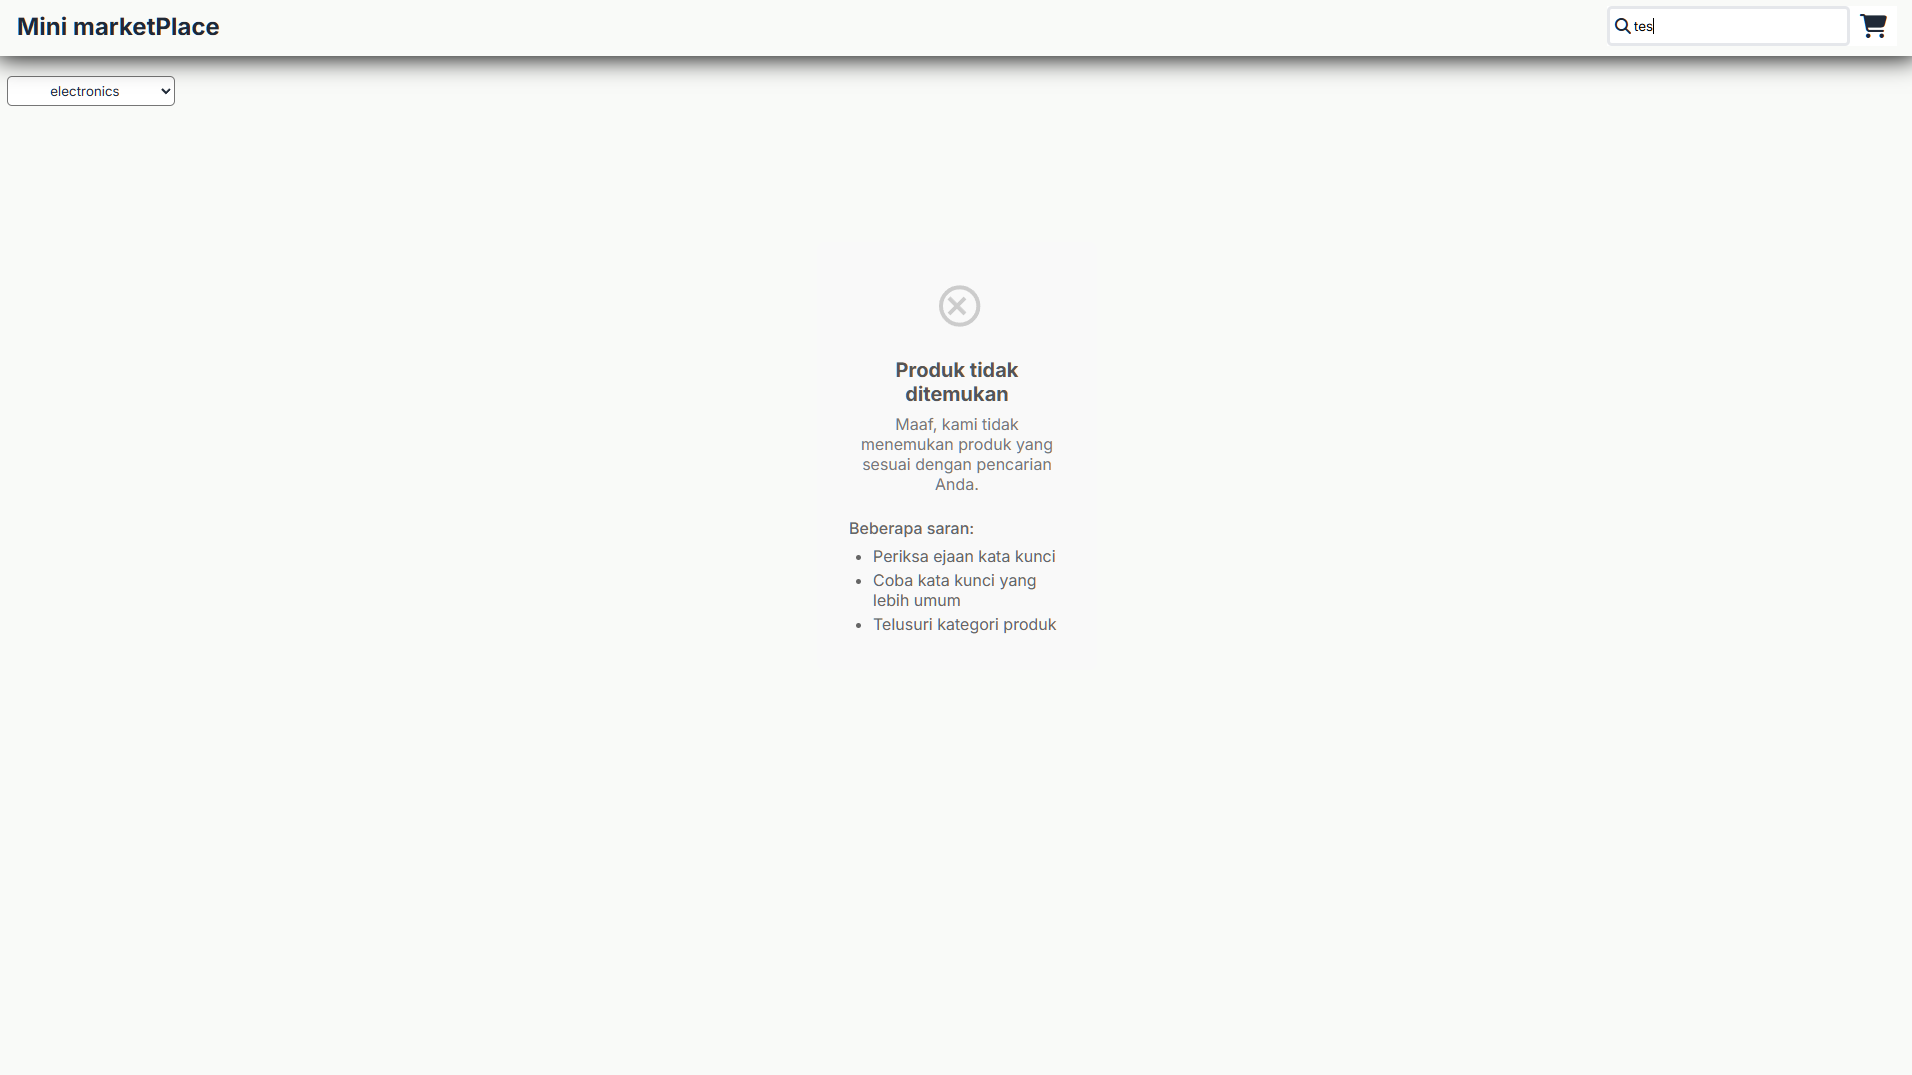 Mini marketPlace
tes
electronics
Produk tidak
ditemukan
Maaf, kami tidak
menemukan produk yang
sesuai dengan pencarian
Anda.
Beberapa saran:
Periksa ejaan kata kunci
Coba kata kunci yang
lebih umum
Telusuri kategori produk